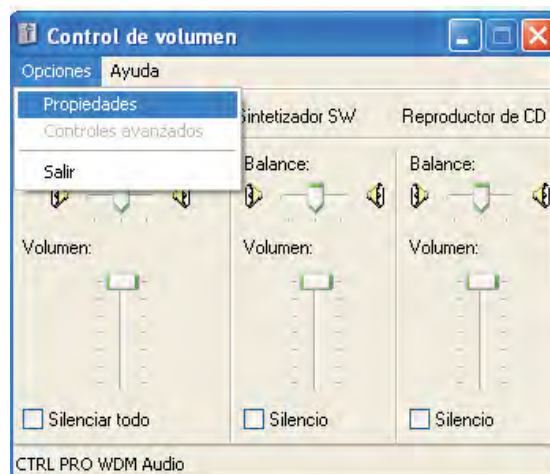 Control de volumen
Opciones Ayuda
Propiedades
Controles avanzados
Salir
Sintetizador SW
Reproductor de CD
Balance:
Balance:
Volumen:
Volumen:
Volumen:
Silenciar todo
Silencio
Silencio
CTRL PRO WDM Audio